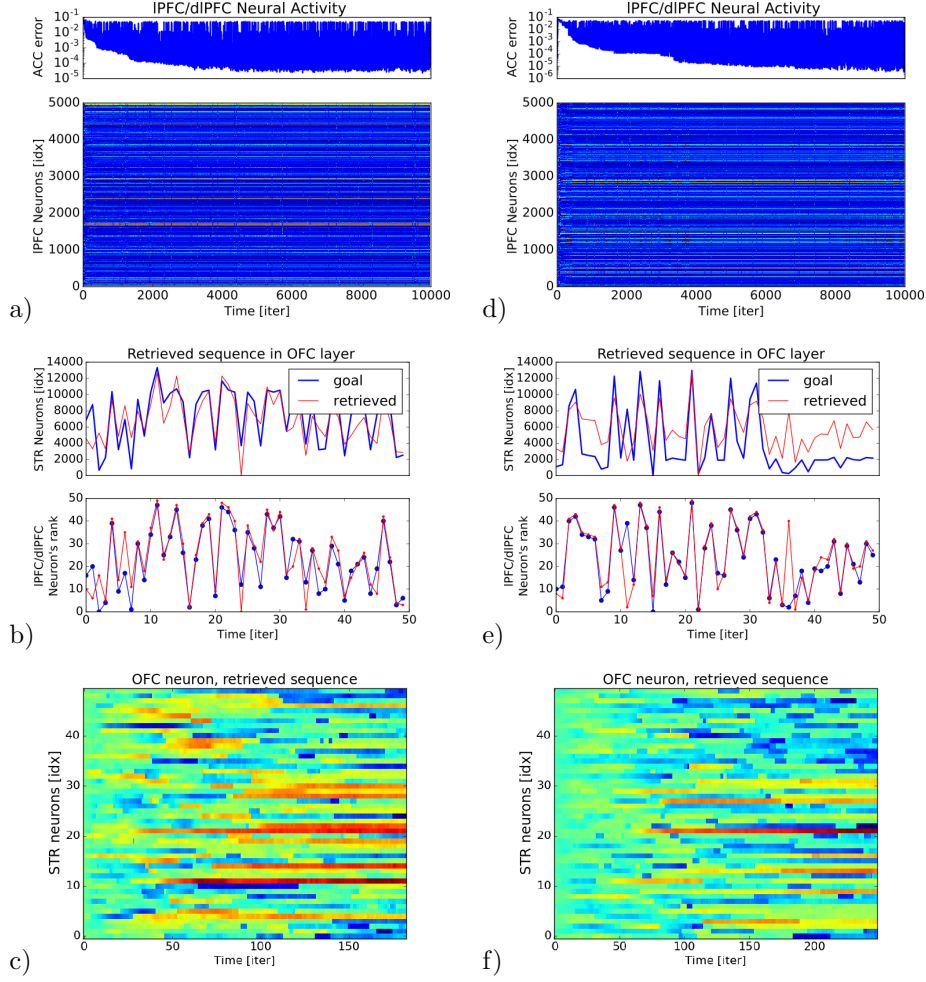 lPFC/dlPFC Neural Activity
10^-1
10^-2
10^-3
10^-4
10^-5
ACC error
5000
4000
3000
2000
1000
0
lPFC Neurons [idx]
0 2000 4000 6000 8000 10000
Time [iter]
a)
lPFC/dlPFC Neural Activity
10^-1
10^-2
10^-3
10^-4
10^-5
10^-6
ACC error
5000
4000
3000
2000
1000
0
lPFC Neurons [idx]
0 2000 4000 6000 8000 10000
Time [iter]
d)
Retrieved sequence in OFC layer
14000
12000
10000
8000
6000
4000
2000
0
STR Neurons [idx]
goal
retrieved
50
40
30
20
10
0
lPFC/dlPFC
Neuron's rank
0 10 20 30 40 50
Time [iter]
b)
Retrieved sequence in OFC layer
14000
12000
10000
8000
6000
4000
2000
0
STR Neurons [idx]
goal
retrieved
50
40
30
20
10
0
lPFC/dlPFC
Neuron's rank
0 10 20 30 40 50
Time [iter]
e)
OFC neuron, retrieved sequence
40
30
20
10
0
STR neurons [idx]
0 50 100 150
Time [iter]
c)
OFC neuron, retrieved sequence
40
30
20
10
0
STR neurons [idx]
0 50 100 150 200
Time [iter]
f)